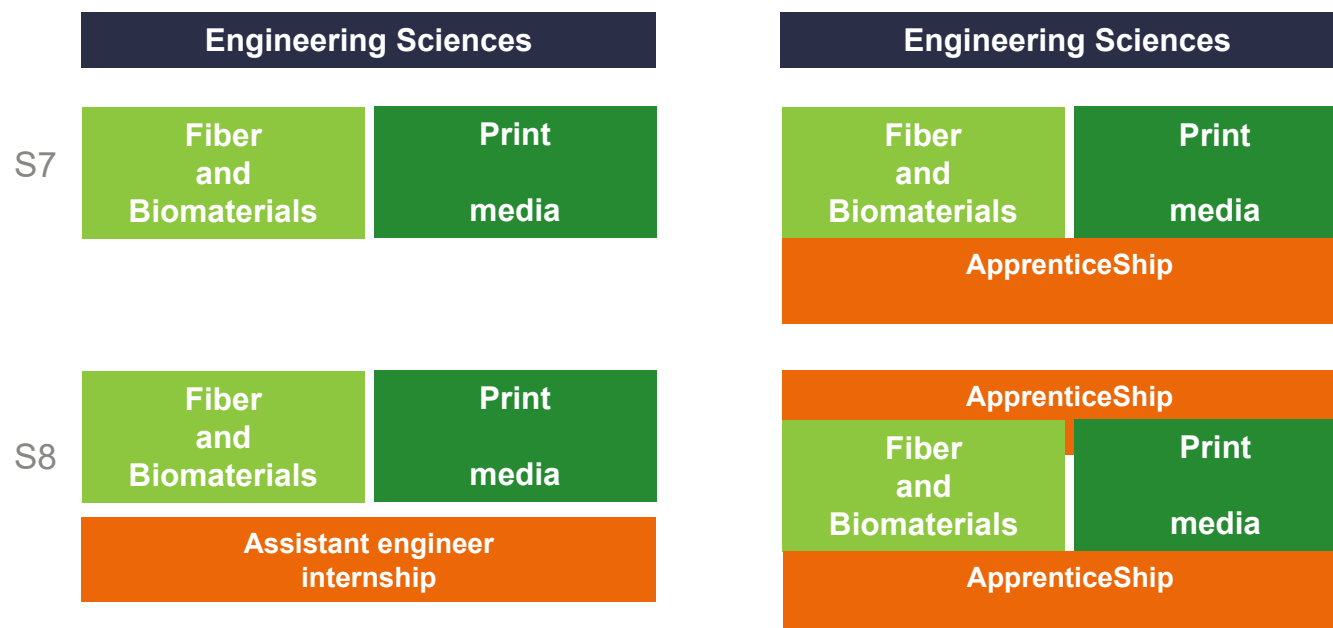 Engineering Sciences
S7
Fiber
and
Biomaterials
Print
media
S8
Fiber
and
Biomaterials
Print
media
Assistant engineer
internship
Engineering Sciences
Fiber
and
Biomaterials
Print
media
ApprenticeShip
ApprenticeShip
Fiber
and
Biomaterials
Print
media
ApprenticeShip